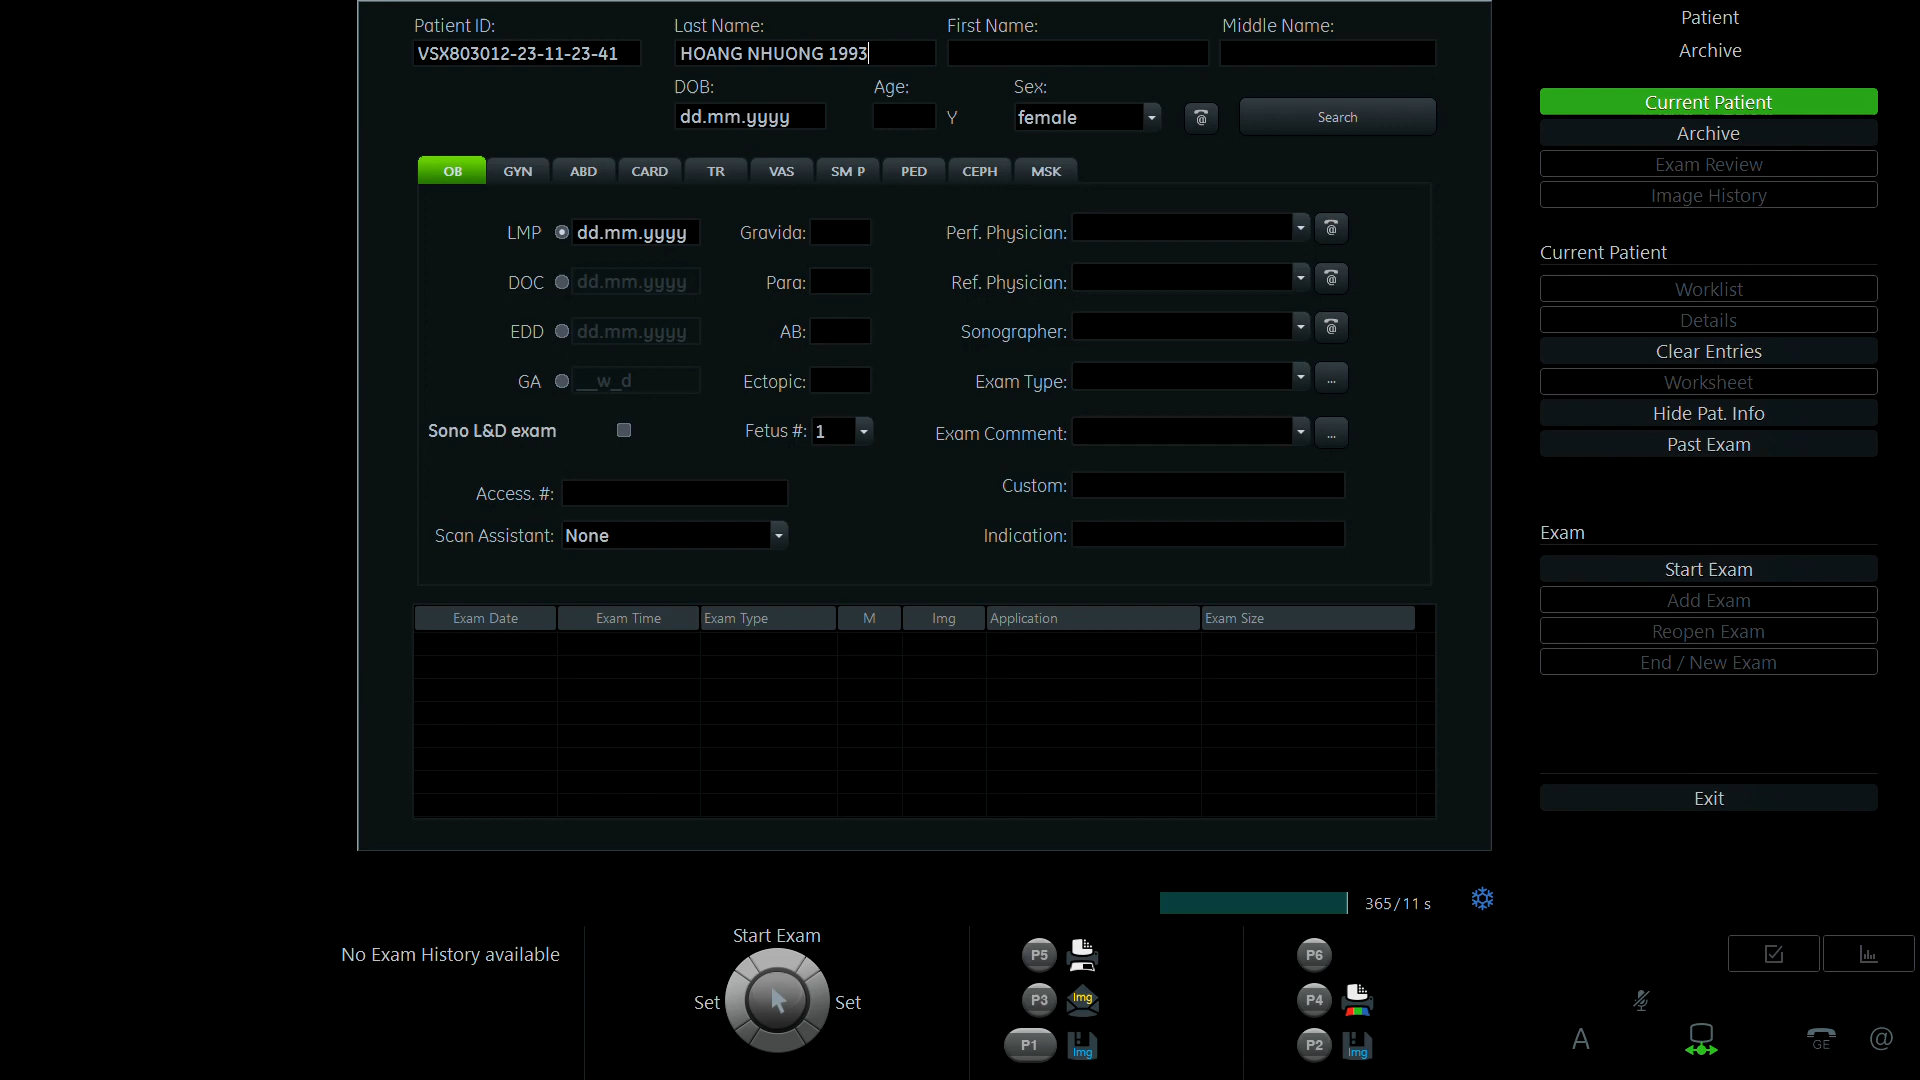 Patient ID: Last Name: First Name: Middle Name:
VSX803012-23-11-23-41 HOANG NHUONG 1993
DOB: Age: Sex:
dd.mm.yyyy Y female @ Search
OB GYN ABD CARD TR VAS SM P PED CEPH MSK
LMP dd.mm.yyyy Gravida: Perf. Physician: @
DOC dd.mm.yyyy Para: Ref. Physician: @
EDD dd.mm.yyyy AB: Sonographer: @
GA __w_d Ectopic: Exam Type: ...
Sono L&D exam Fetus #: 1 Exam Comment: ...
Access. #: Custom:
Scan Assistant: None Indication:
Exam Date Exam Time Exam Type M Img Application Exam Size
Patient
Archive
Current Patient
Archive
Exam Review
Image History
Current Patient
Worklist
Details
Clear Entries
Worksheet
Hide Pat. Info
Past Exam
Exam
Start Exam
Add Exam
Reopen Exam
End / New Exam
Exit
365/11 s
No Exam History available
Start Exam
Set Set
P5 P6
P3 Img P4
P1 Img P2 Img
A GE @